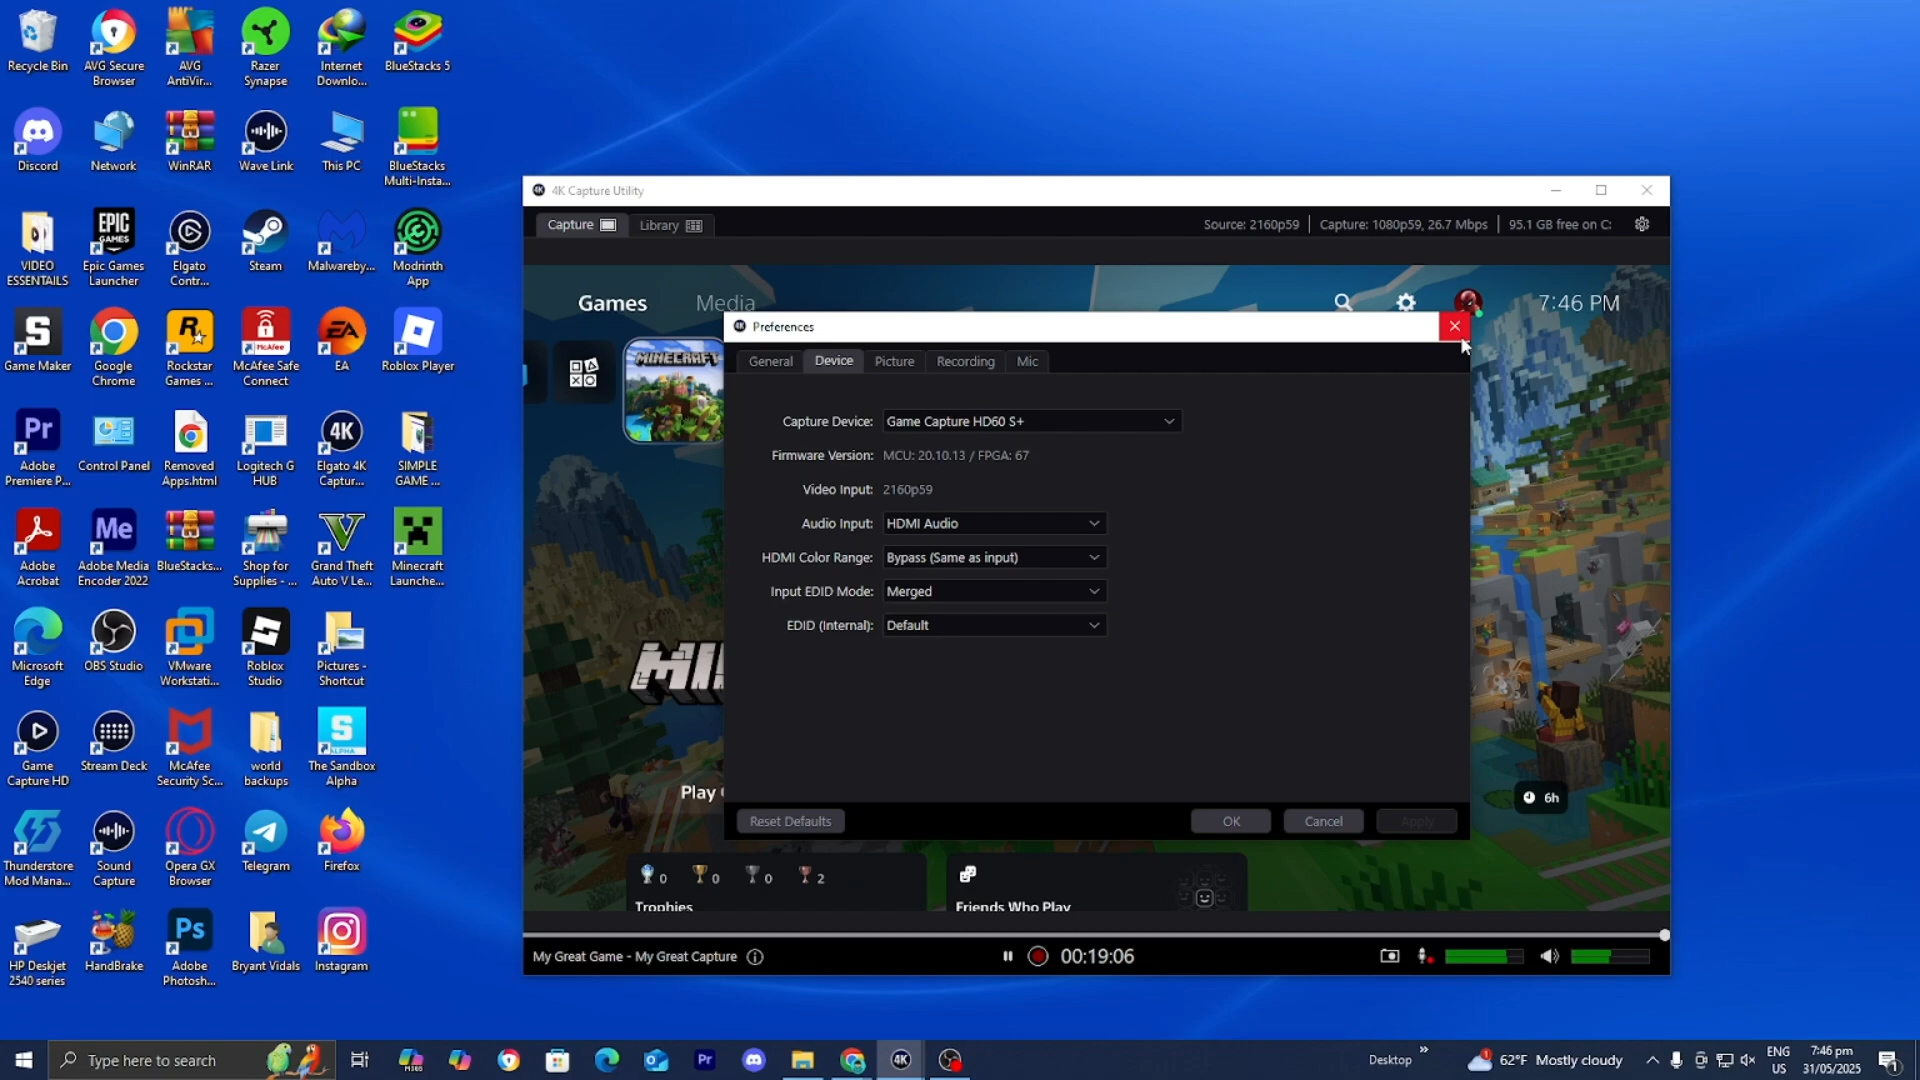 Recycle Bin
AVG Secure
Browser
AVG
AntiVir...
Razer
Synapse
Internet
Downlo...
BlueStacks 5
Discord
Network
WinRAR
Wave Link
This PC
BlueStacks
Multi-Insta...
VIDEO
ESSENTAILS
Epic Games
Launcher
Elgato
Contr...
Steam
Malwareby...
Modrinth
App
Game Maker
Google
Chrome
Rockstar
Games ...
McAfee Safe
Connect
EA
Roblox Player
Adobe
Premiere P...
Control Panel
Removed
Apps.html
Logitech G
HUB
Elgato 4K
Captur...
SIMPLE
GAME ...
Adobe
Acrobat
Adobe Media
Encoder 2022
BlueStacks...
Shop for
Supplies - ...
Grand Theft
Auto V Le...
Minecraft
Launche...
Microsoft
Edge
OBS Studio
VMware
Workstati...
Roblox
Studio
Pictures -
Shortcut
Game
Capture HD
Stream Deck
McAfee
Security Sc...
world
backups
The Sandbox
Alpha
Thunderstore
Mod Mana...
Sound
Capture
Opera GX
Browser
Telegram
Firefox
HP Deskjet
2540 series
HandBrake
Adobe
Photosh...
Bryant Vidals
Instagram
4K Capture Utility
Capture
Library
Source: 2160p59
Capture: 1080p59, 26.7 Mbps
95.1 GB free on C:
Games
Media
7:46 PM
MINECRAFT
Preferences
General
Device
Picture
Recording
Mic
Capture Device: Game Capture HD60 S+
Firmware Version: MCU: 20.10.13 / FPGA: 67
Video Input: 2160p59
Audio Input: HDMI Audio
HDMI Color Range: Bypass (Same as input)
Input EDID Mode: Merged
EDID (Internal): Default
Play
6h
Reset Defaults
OK
Cancel
Apply
0 0 0 2
Trophies
Friends Who Play
My Great Game - My Great Capture
00:19:06
Type here to search
Desktop
62°F Mostly cloudy
ENG
US
7:46 pm
31/05/2025